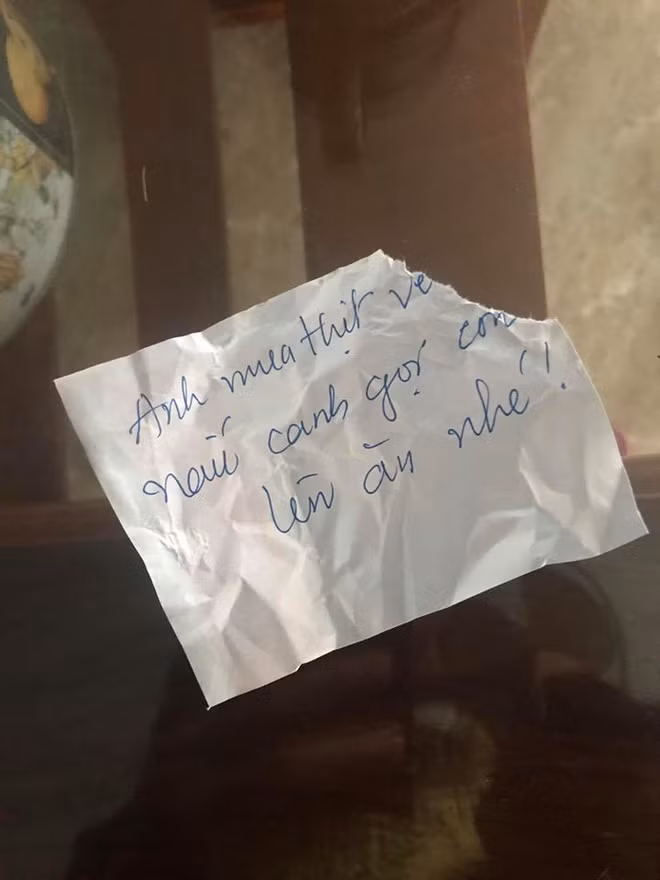 Anh mua thịt về
nấu canh gọi con
lên ăn nhé!